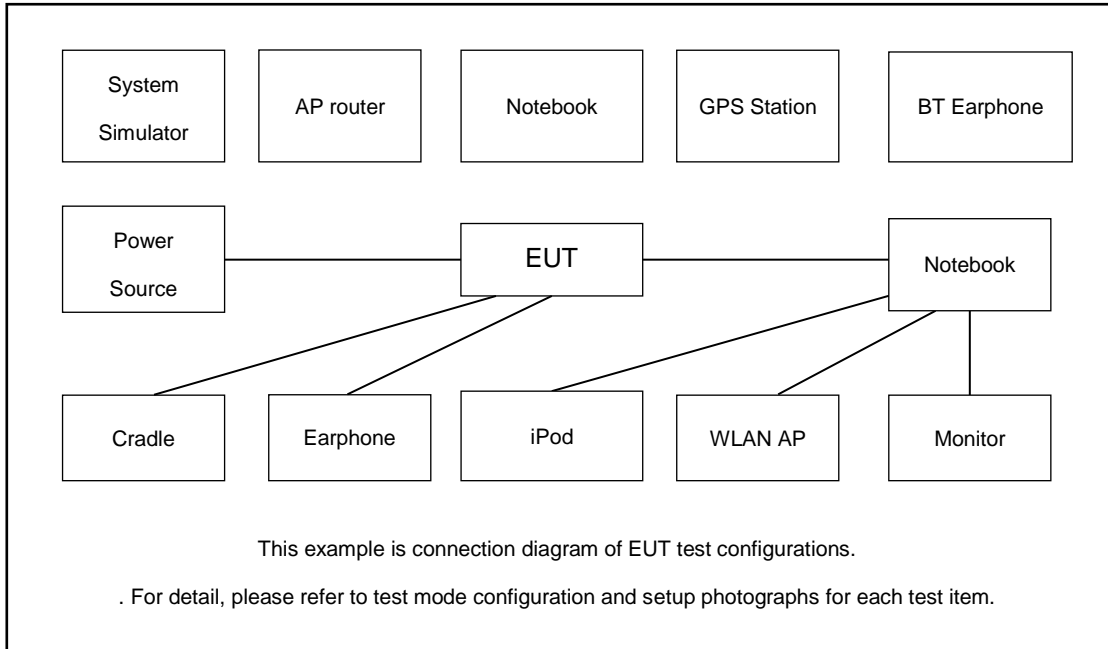 System
Simulator
AP router
Notebook
GPS Station
BT Earphone
Power
Source
EUT
Notebook
Cradle
Earphone
iPod
WLAN AP
Monitor
This example is connection diagram of EUT test configurations.
. For detail, please refer to test mode configuration and setup photographs for each test item.